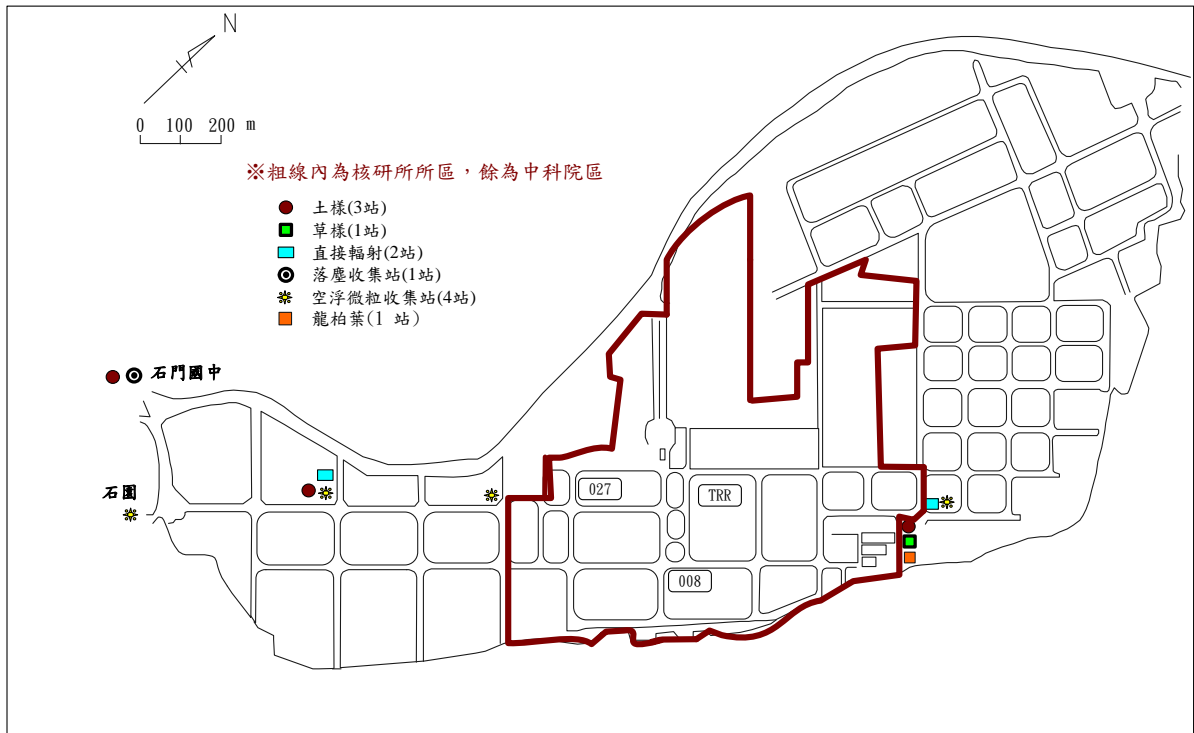 N
0 100 200 m
※粗線內為核研所所區，餘為中科院區
土樣(3站)
草樣(1站)
直接輻射(2站)
落塵收集站(1站)
空浮微粒收集站(4站)
龍柏葉(1 站)
石門國中
石園
027
TRR
008